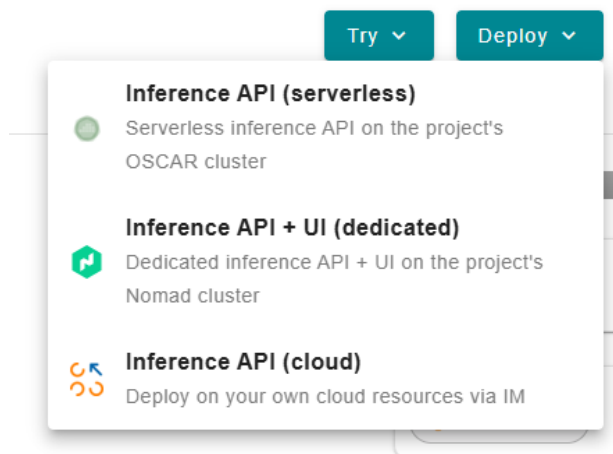 Try
Deploy
Inference API (serverless)
Serverless inference API on the project's
OSCAR cluster
Inference API + UI (dedicated)
Dedicated inference API + UI on the project's
Nomad cluster
Inference API (cloud)
Deploy on your own cloud resources via IM